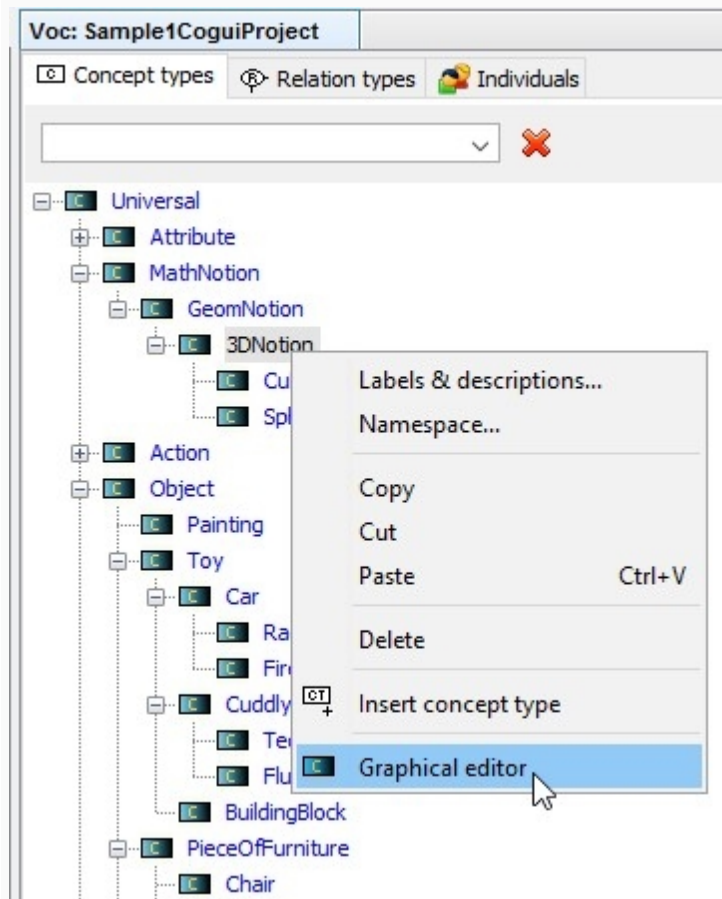 Voc: Sample1CoguiProject
Concept types Relation types Individuals
Universal
Attribute
MathNotion
GeomNotion
3DNotion
Labels & descriptions...
Namespace...
Action
Object
Copy
Painting
Cut
Toy
Paste Ctrl+V
Car
Delete
Cuddly
Insert concept type
Graphical editor
BuildingBlock
PieceOfFurniture
Chair